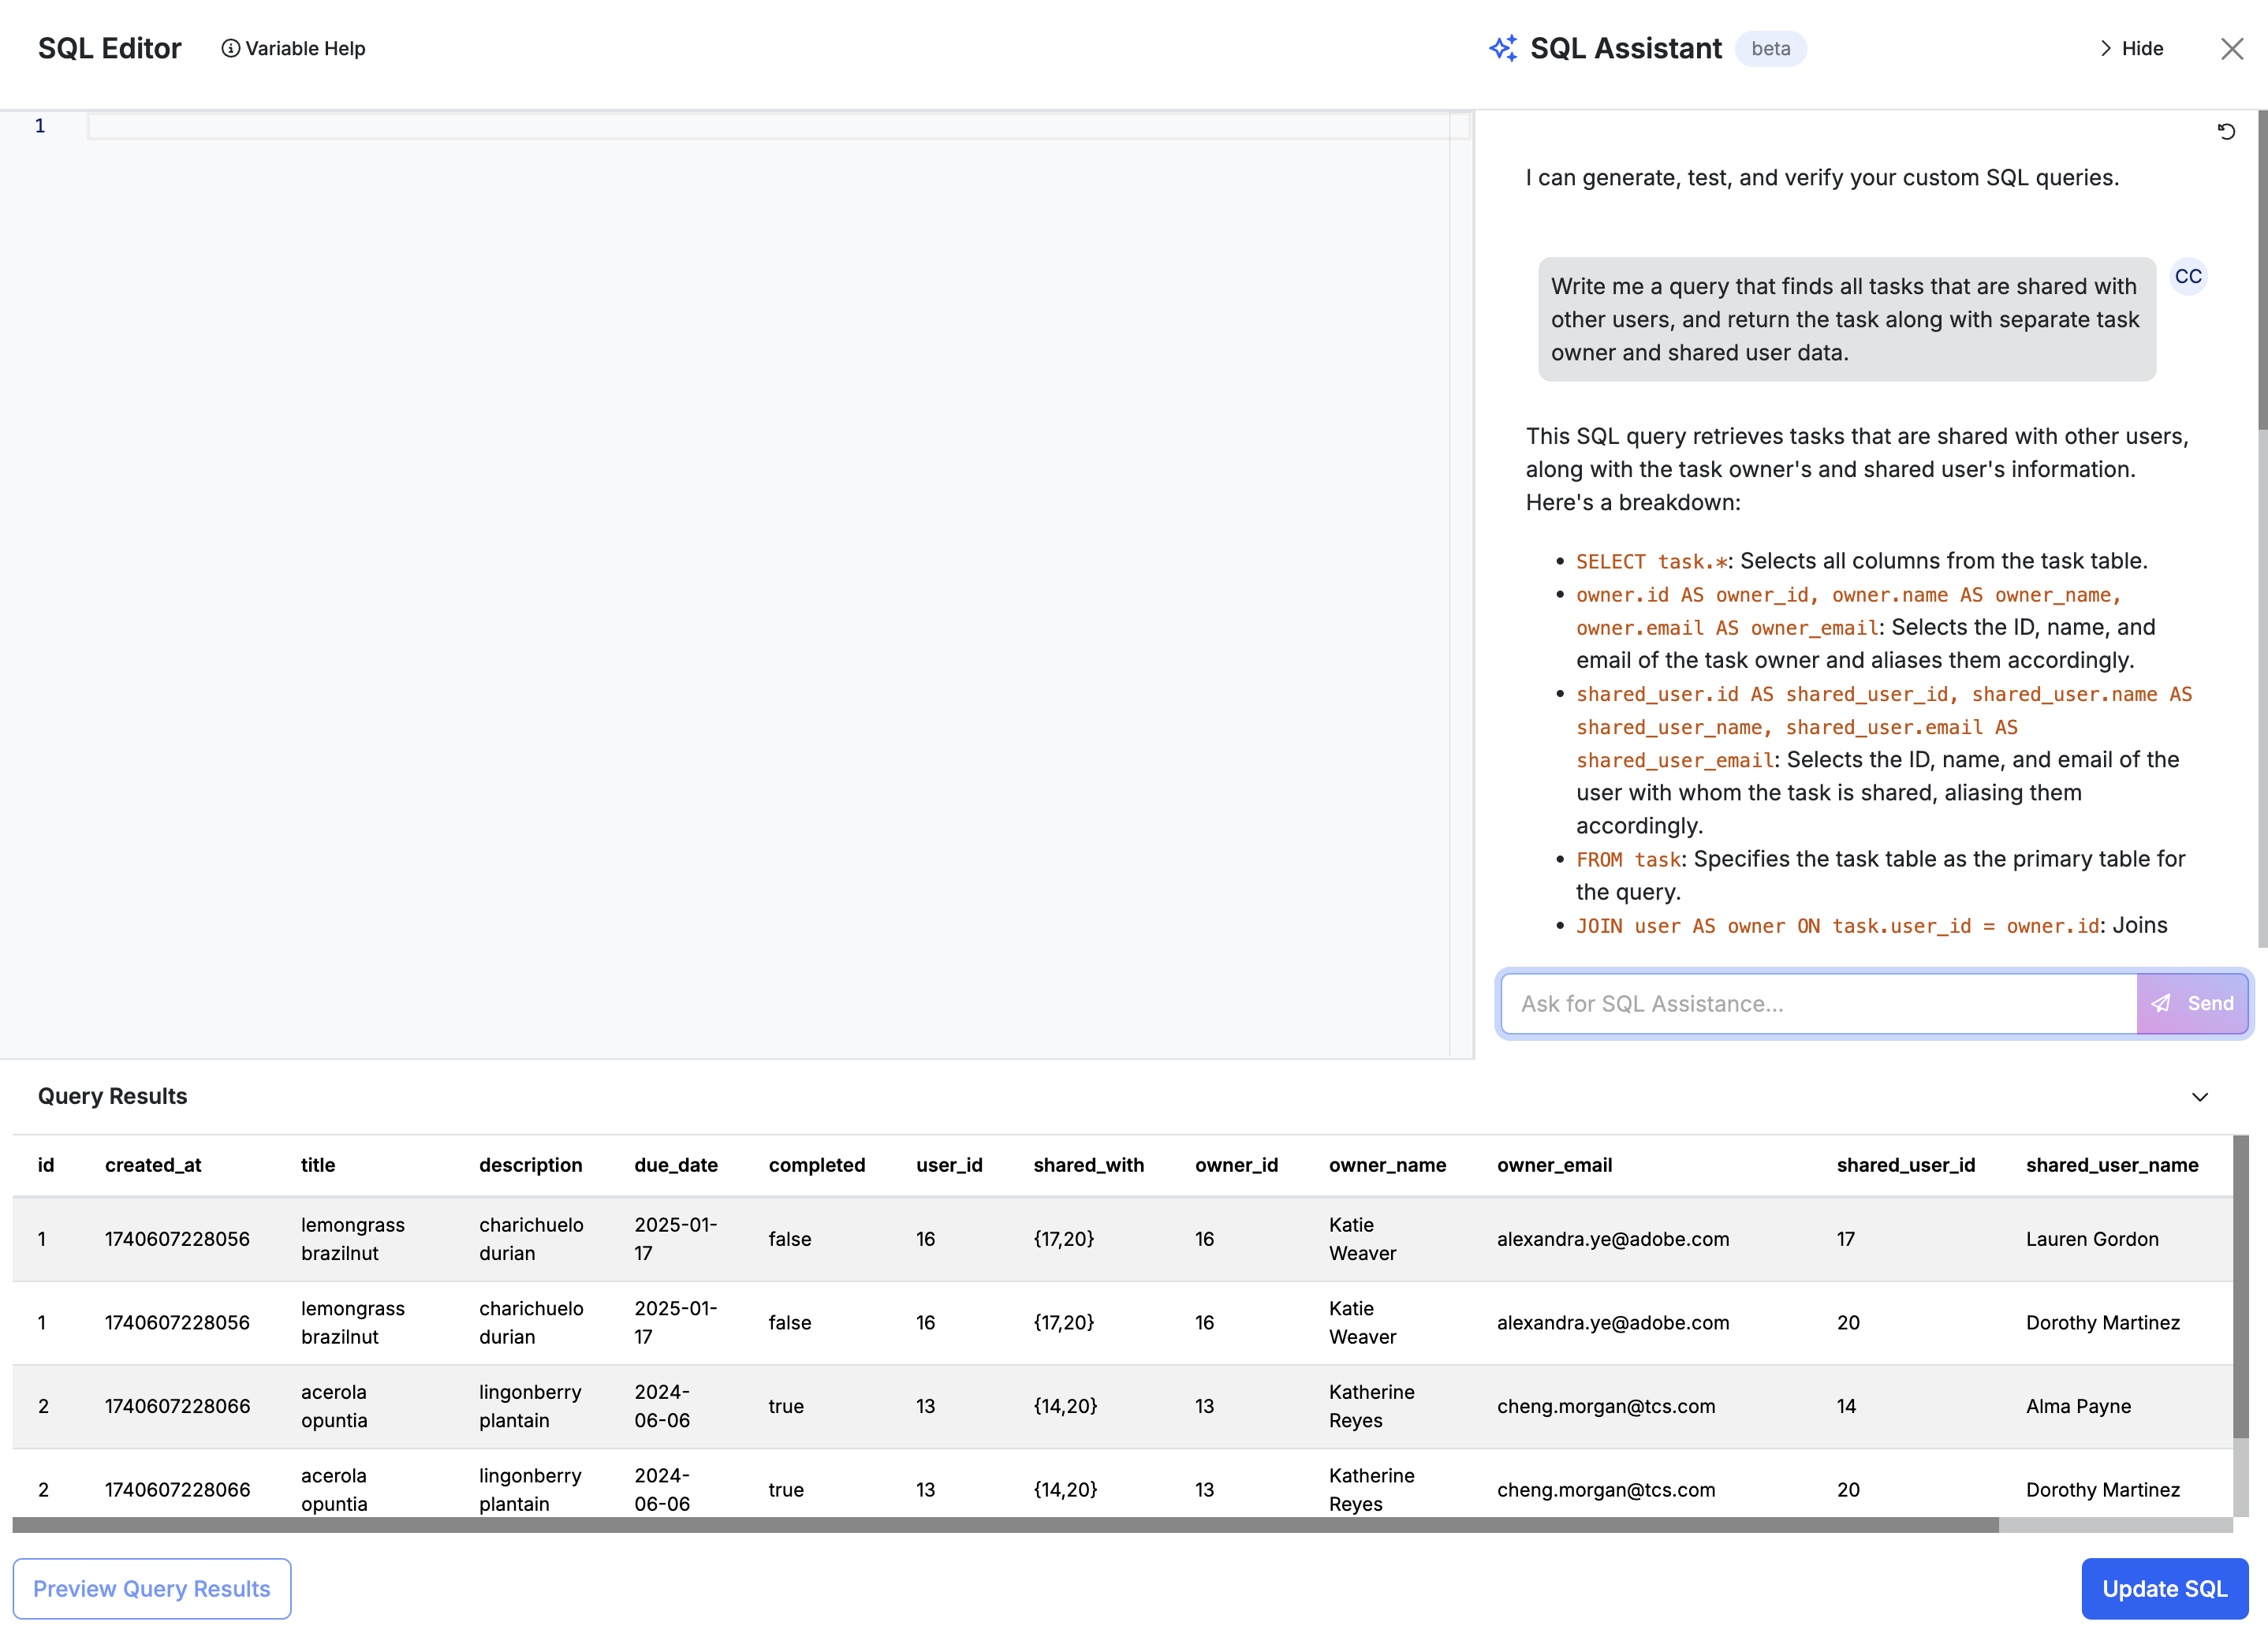 SQL Editor
Variable Help
SQL Assistant
beta
Hide
1
I can generate, test, and verify your custom SQL queries.
Write me a query that finds all tasks that are shared with
other users, and return the task along with separate task
owner and shared user data.
CC
This SQL query retrieves tasks that are shared with other users,
along with the task owner's and shared user's information.
Here's a breakdown:
• SELECT task.*: Selects all columns from the task table.
• owner.id AS owner_id, owner.name AS owner_name,
owner.email AS owner_email: Selects the ID, name, and
email of the task owner and aliases them accordingly.
• shared_user.id AS shared_user_id, shared_user.name AS
shared_user_name, shared_user.email AS
shared_user_email: Selects the ID, name, and email of the
user with whom the task is shared, aliasing them
accordingly.
• FROM task: Specifies the task table as the primary table for
the query.
• JOIN user AS owner ON task.user_id = owner.id: Joins
Ask for SQL Assistance...
Send
Query Results
id created_at title description due_date completed user_id shared_with owner_id owner_name owner_email shared_user_id shared_user_name
1 1740607228056 lemongrass brazilnut charichuelo durian 2025-01-17 false 16 {17,20} 16 Katie Weaver alexandra.ye@adobe.com 17 Lauren Gordon
1 1740607228056 lemongrass brazilnut charichuelo durian 2025-01-17 false 16 {17,20} 16 Katie Weaver alexandra.ye@adobe.com 20 Dorothy Martinez
2 1740607228066 acerola opuntia lingonberry plantain 2024-06-06 true 13 {14,20} 13 Katherine Reyes cheng.morgan@tcs.com 14 Alma Payne
2 1740607228066 acerola opuntia lingonberry plantain 2024-06-06 true 13 {14,20} 13 Katherine Reyes cheng.morgan@tcs.com 20 Dorothy Martinez
Preview Query Results
Update SQL